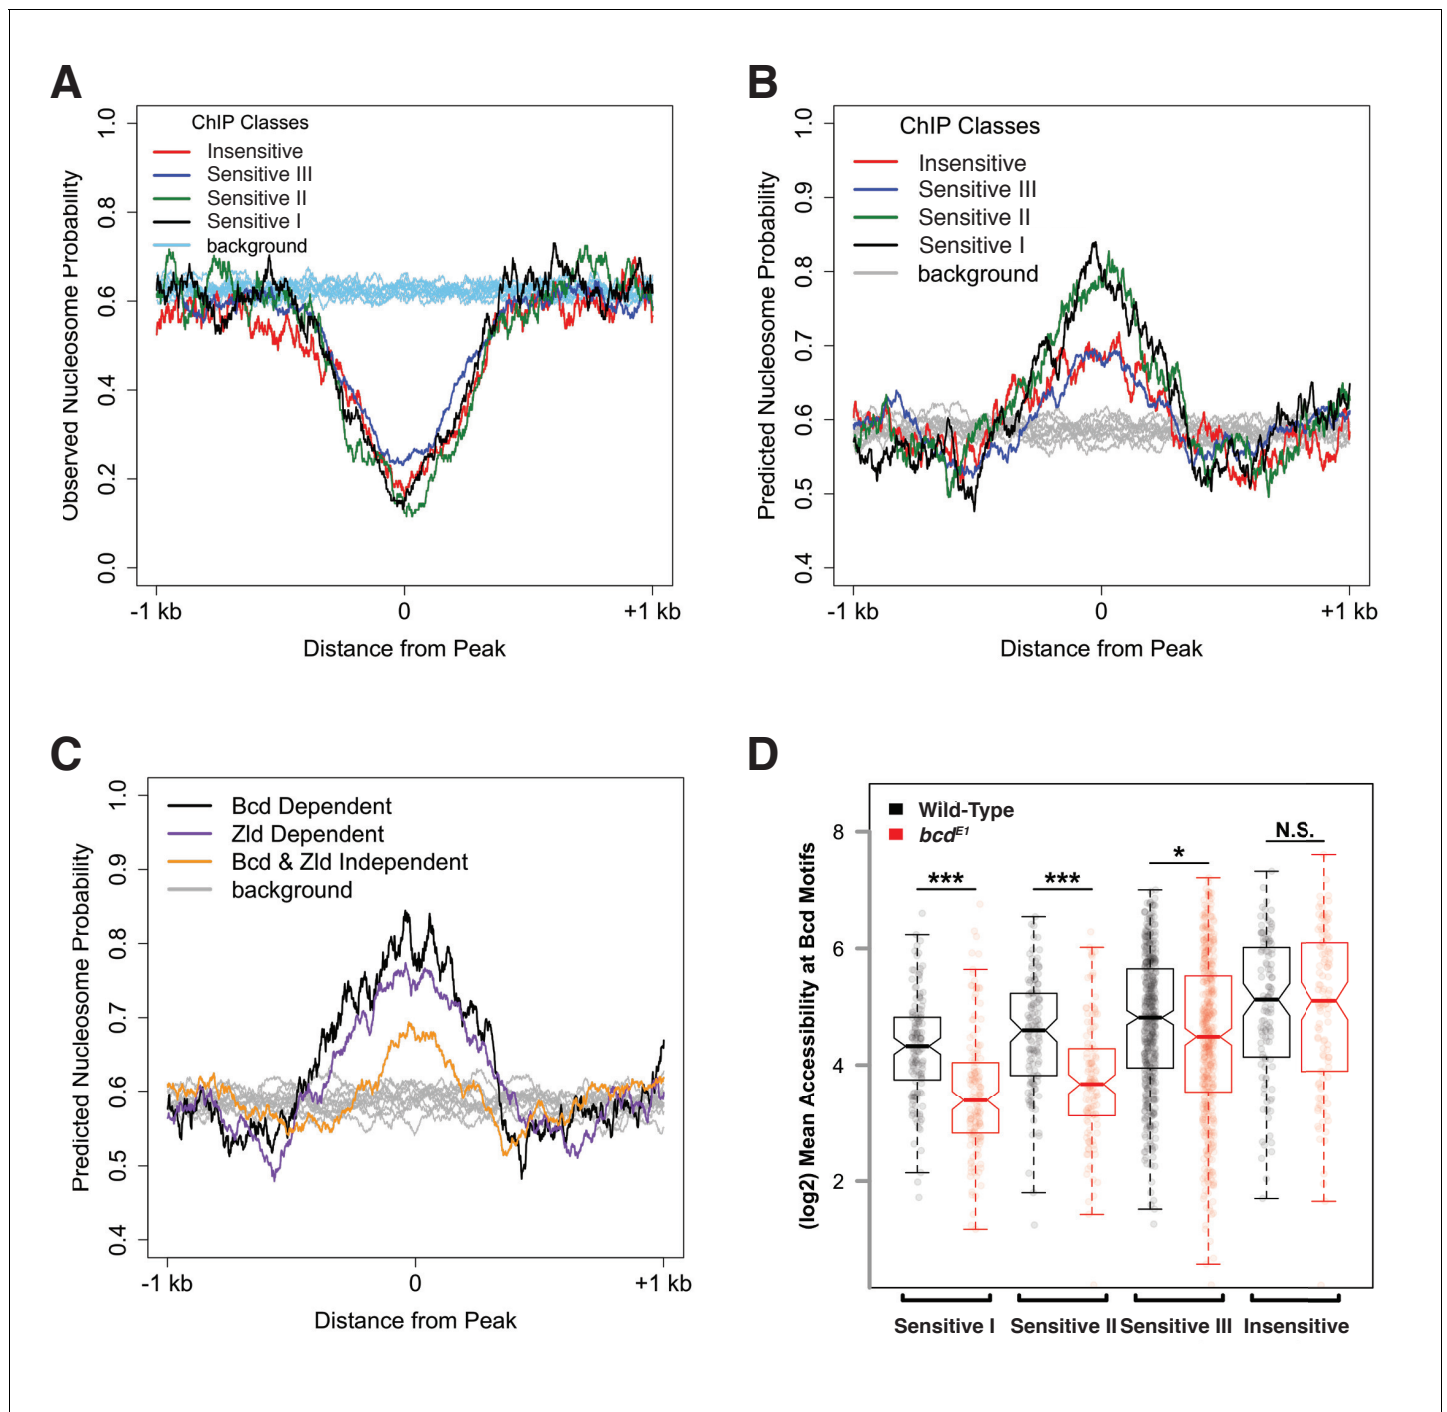 A
ChIP Classes
Insensitive
Sensitive III
Sensitive II
Sensitive I
background
Observed Nucleosome Probability
1.0
0.8
0.6
0.4
0.2
0.0
-1 kb
0
+1 kb
Distance from Peak
B
ChIP Classes
Insensitive
Sensitive III
Sensitive II
Sensitive I
background
Predicted Nucleosome Probability
1.0
0.9
0.8
0.7
0.6
0.5
0.4
-1 kb
0
+1 kb
Distance from Peak
C
Bcd Dependent
Zld Dependent
Bcd & Zld Independent
background
Predicted Nucleosome Probability
1.0
0.9
0.8
0.7
0.6
0.5
0.4
-1 kb
0
+1 kb
Distance from Peak
D
Wild-Type
bcdE1
(log2) Mean Accessibility at Bcd Motifs
8
6
4
2
***
***
*
N.S.
Sensitive I
Sensitive II
Sensitive III
Insensitive